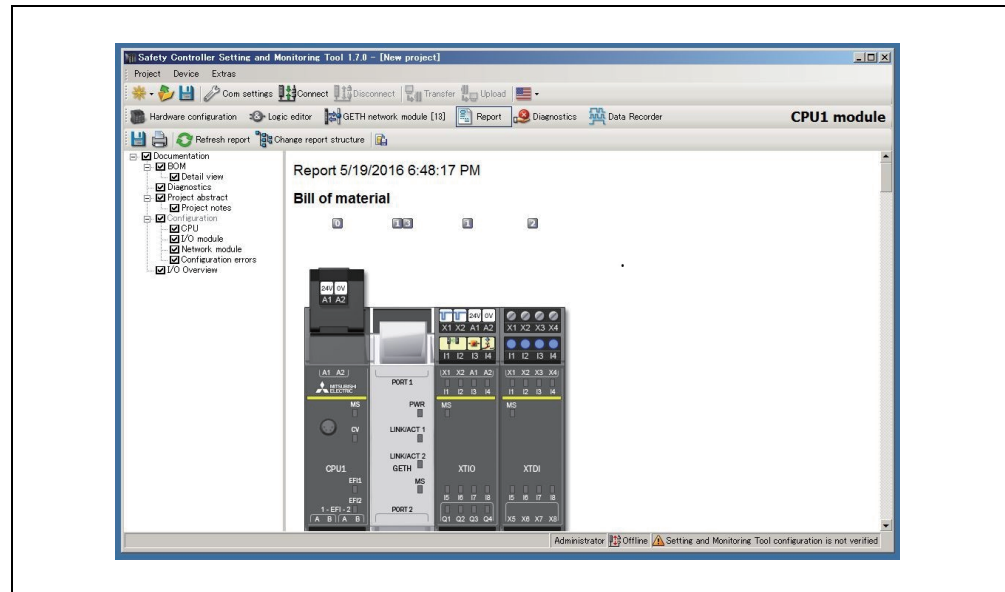 Safety Controller Setting and Monitoring Tool 1.7.0 - [New project]
Project Device Extras
Com settings Connect Disconnect Transfer Upload
Hardware configuration Logic editor GETH network module [13] Report Diagnostics Data Recorder CPU1 module
Refresh report Change report structure
Documentation
BOM
Detail view
Diagnostics
Project abstract
Project notes
Configuration
CPU
I/O module
Network module
Configuration errors
I/O Overview
Report 5/19/2016 6:48:17 PM
Bill of material
0 13 1 2
24V 0V
A1 A2
24V 0V
X1 X2 A1 A2 X1 X2 X3 X4
I1 I2 I3 I4 I1 I2 I3 I4
A1 A2 PORT 1 X1 X2 A1 A2 X1 X2 X3 X4
MITSUBISHI ELECTRIC I1 I2 I3 I4 I1 I2 I3 I4
MS PWR MS MS
CV LINK/ACT 1
LINK/ACT 2
CPU1 GETH XTIO XTDI
EFI1 MS
EFI2 I5 I6 I7 I8 I5 I6 I7 I8
1 - EFI - 2 PORT 2
A B A B Q1 Q2 Q3 Q4 X5 X6 X7 X8
Administrator Offline Setting and Monitoring Tool configuration is not verified